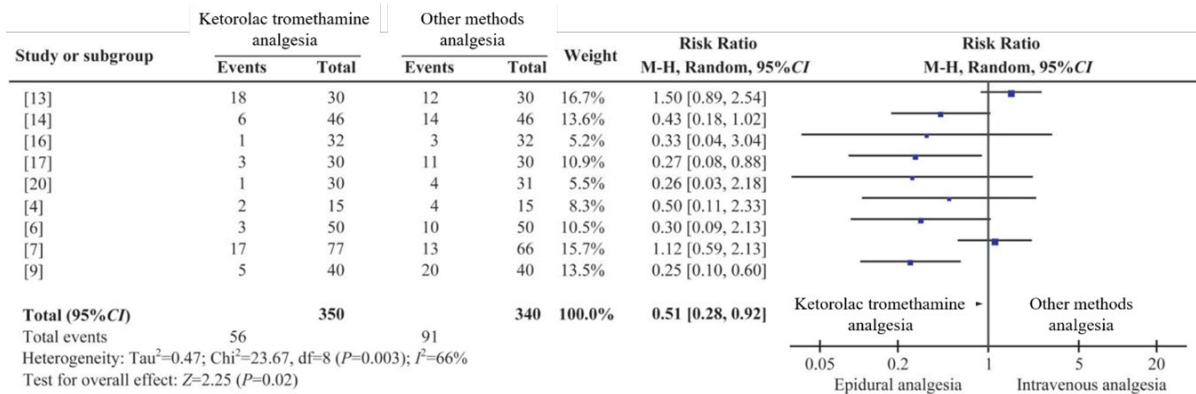 Ketorolac tromethamine analgesia Other methods analgesia
Study or subgroup Events Total Events Total Weight Risk Ratio M-H, Random, 95%CI Risk Ratio M-H, Random, 95%CI
[13] 18 30 12 30 16.7% 1.50 [0.89, 2.54]
[14] 6 46 14 46 13.6% 0.43 [0.18, 1.02]
[16] 1 32 3 32 5.2% 0.33 [0.04, 3.04]
[17] 3 30 11 30 10.9% 0.27 [0.08, 0.88]
[20] 1 30 4 31 5.5% 0.26 [0.03, 2.18]
[4] 2 15 4 15 8.3% 0.50 [0.11, 2.33]
[6] 3 50 10 50 10.5% 0.30 [0.09, 2.13]
[7] 17 77 13 66 15.7% 1.12 [0.59, 2.13]
[9] 5 40 20 40 13.5% 0.25 [0.10, 0.60]
Total (95%CI) 350 340 100.0% 0.51 [0.28, 0.92]
Total events 56 91
Heterogeneity: Tau²=0.47; Chi²=23.67, df=8 (P=0.003); I²=66%
Test for overall effect: Z=2.25 (P=0.02)
Ketorolac tromethamine analgesia Other methods analgesia
0.05 0.2 1 5 20
Epidural analgesia Intravenous analgesia